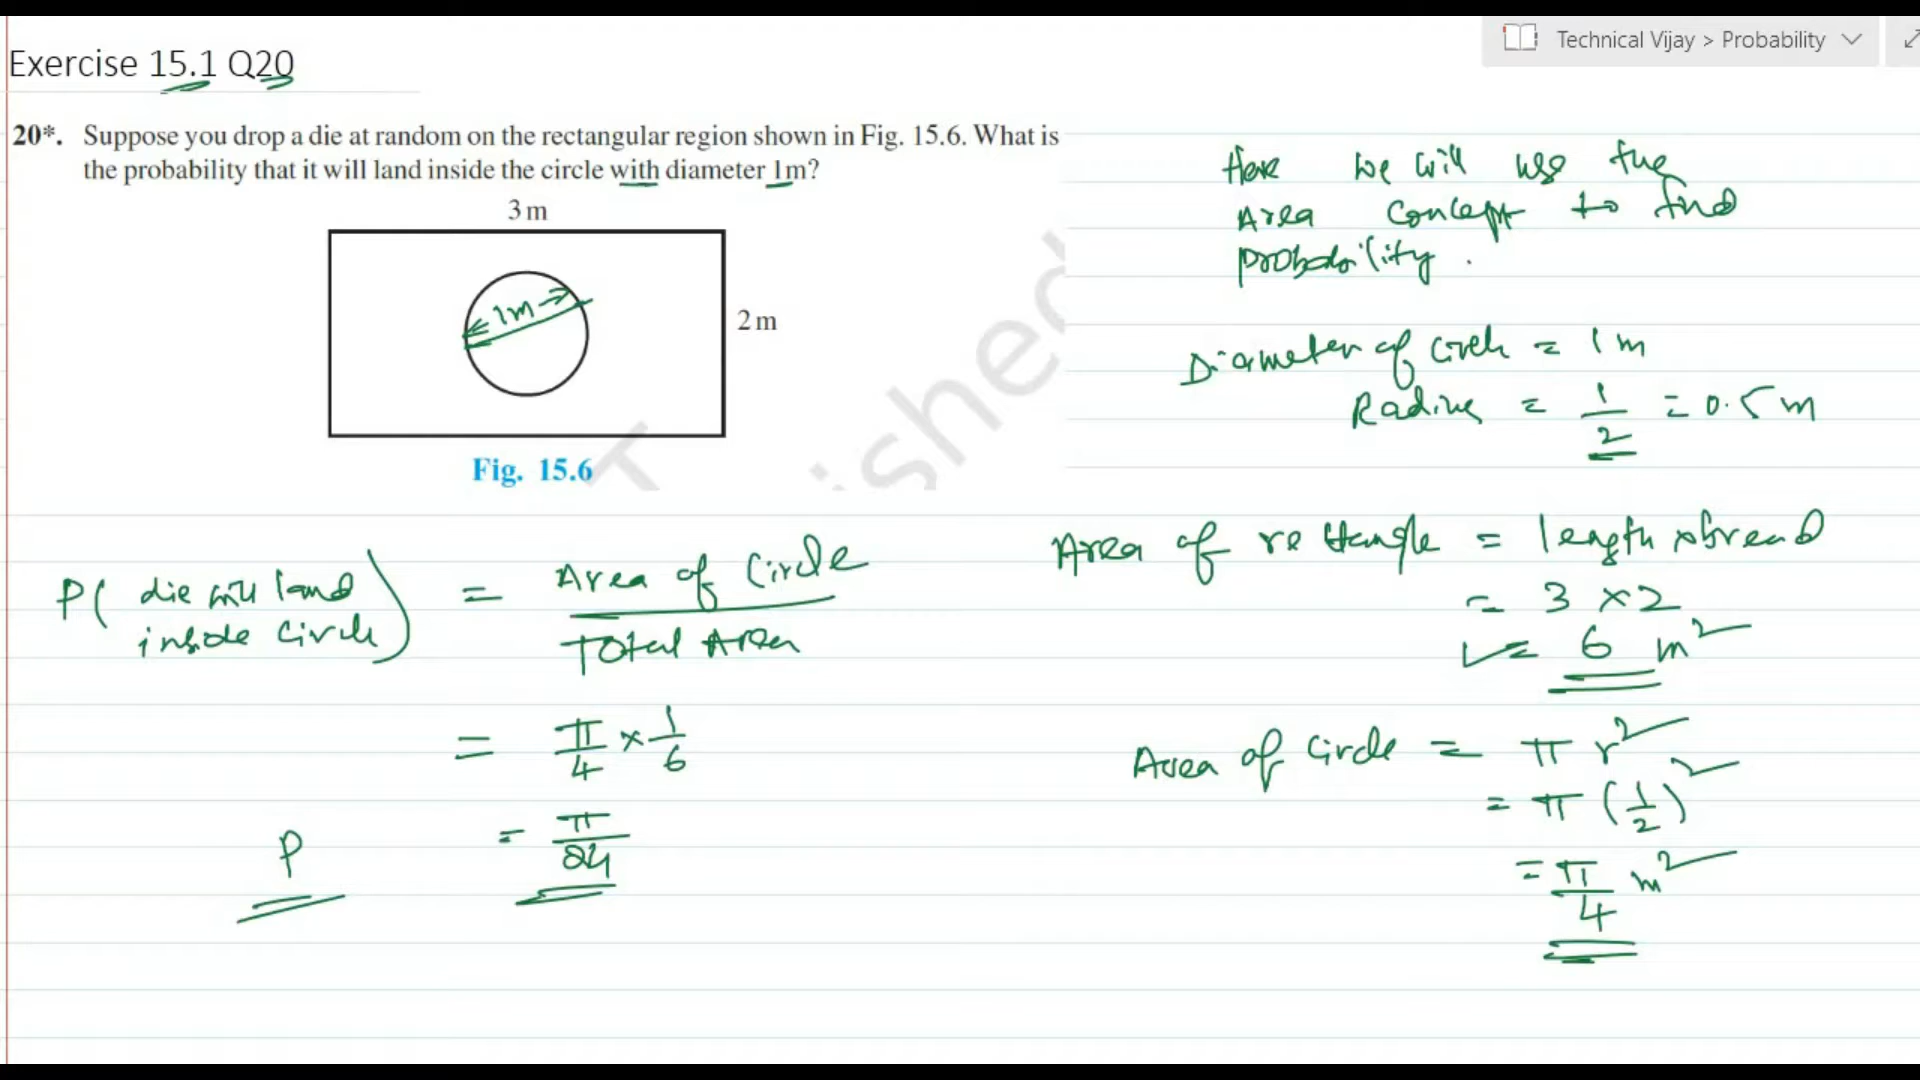 Technical Vijay > Probability
Exercise 15.1 Q20
20*. Suppose you drop a die at random on the rectangular region shown in Fig. 15.6. What is
the probability that it will land inside the circle with diameter 1m?
3 m
1m
2 m
Fig. 15.6
Here we will use the
Area concept to find
probability.
Diameter of circle = 1 m
Radius = 1/2 = 0.5 m
P( die will land inside circle) = Area of Circle / Total Area
= π/4 × 1/6
P = π/24
Area of rectangle = length × bread
= 3 × 2
= 6 m²
Area of Circle = π r²
= π (1/2)²
= π/4 m²